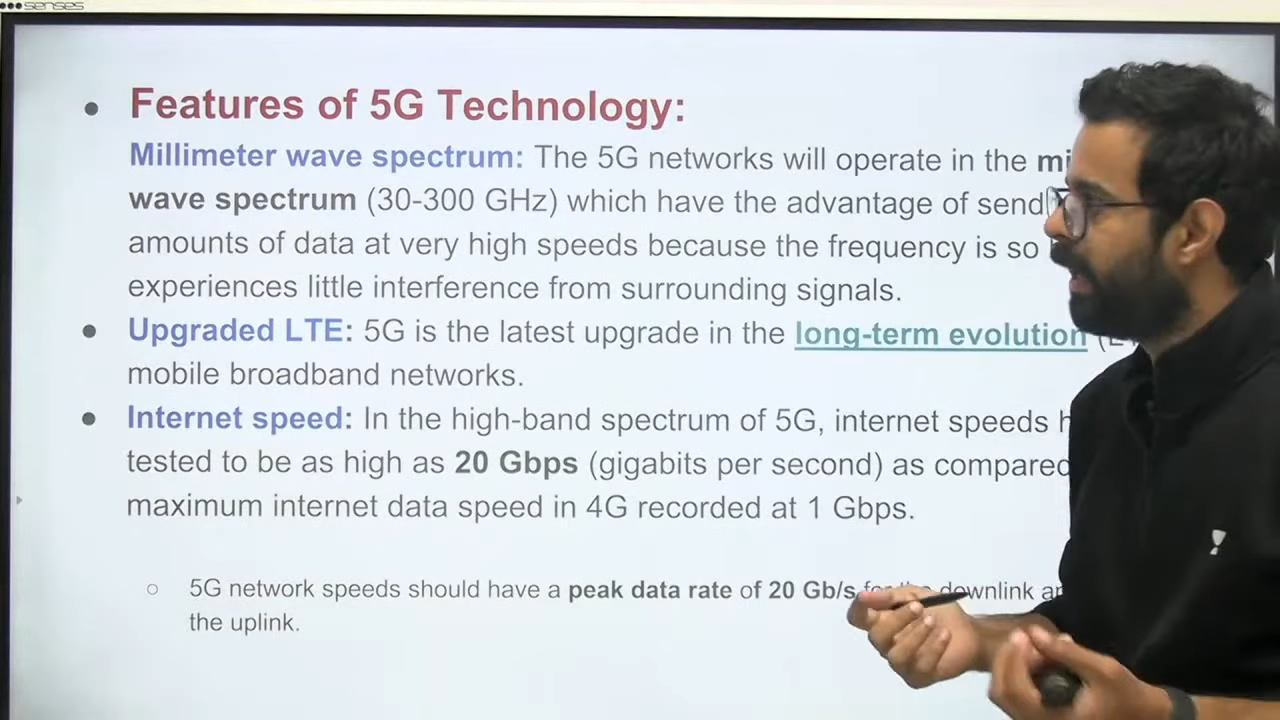 senses
Features of 5G Technology:
Millimeter wave spectrum: The 5G networks will operate in the
wave spectrum (30-300 GHz) which have the advantage of send
amounts of data at very high speeds because the frequency is so
experiences little interference from surrounding signals.
Upgraded LTE: 5G is the latest upgrade in the long-term evolution
mobile broadband networks.
Internet speed: In the high-band spectrum of 5G, internet speeds
tested to be as high as 20 Gbps (gigabits per second) as compared
maximum internet data speed in 4G recorded at 1 Gbps.
5G network speeds should have a peak data rate of 20 Gb/s for the downlink
the uplink.